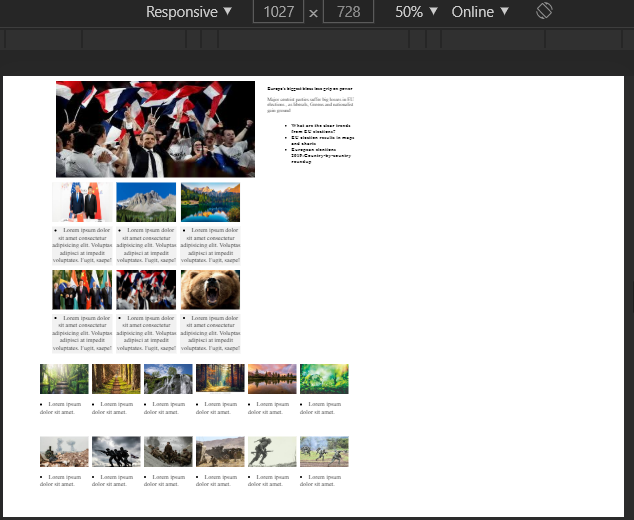 Responsive ▼ 1027 × 728 50% ▼ Online ▼
Europe's biggest blocs lose grip on power
Major centrist parties suffer big losses in EU
elections, as liberals, Greens and nationalist
gain ground
What are the clear trends
from EU elections?
EU election results in maps
and charts
European elections
2019: Country-by-country
roundup
Lorem ipsum dolor
sit amet consectetur
adipisicing elit. Voluptas
adipisci at impedit
voluptates. Fugit, saepe!
Lorem ipsum dolor
sit amet consectetur
adipisicing elit. Voluptas
adipisci at impedit
voluptates. Fugit, saepe!
Lorem ipsum dolor
sit amet consectetur
adipisicing elit. Voluptas
adipisci at impedit
voluptates. Fugit, saepe!
Lorem ipsum dolor
sit amet consectetur
adipisicing elit. Voluptas
adipisci at impedit
voluptates. Fugit, saepe!
Lorem ipsum dolor
sit amet consectetur
adipisicing elit. Voluptas
adipisci at impedit
voluptates. Fugit, saepe!
Lorem ipsum dolor
sit amet consectetur
adipisicing elit. Voluptas
adipisci at impedit
voluptates. Fugit, saepe!
Lorem ipsum
dolor sit amet.
Lorem ipsum
dolor sit amet.
Lorem ipsum
dolor sit amet.
Lorem ipsum
dolor sit amet.
Lorem ipsum
dolor sit amet.
Lorem ipsum
dolor sit amet.
Lorem ipsum
dolor sit amet.
Lorem ipsum
dolor sit amet.
Lorem ipsum
dolor sit amet.
Lorem ipsum
dolor sit amet.
Lorem ipsum
dolor sit amet.
Lorem ipsum
dolor sit amet.